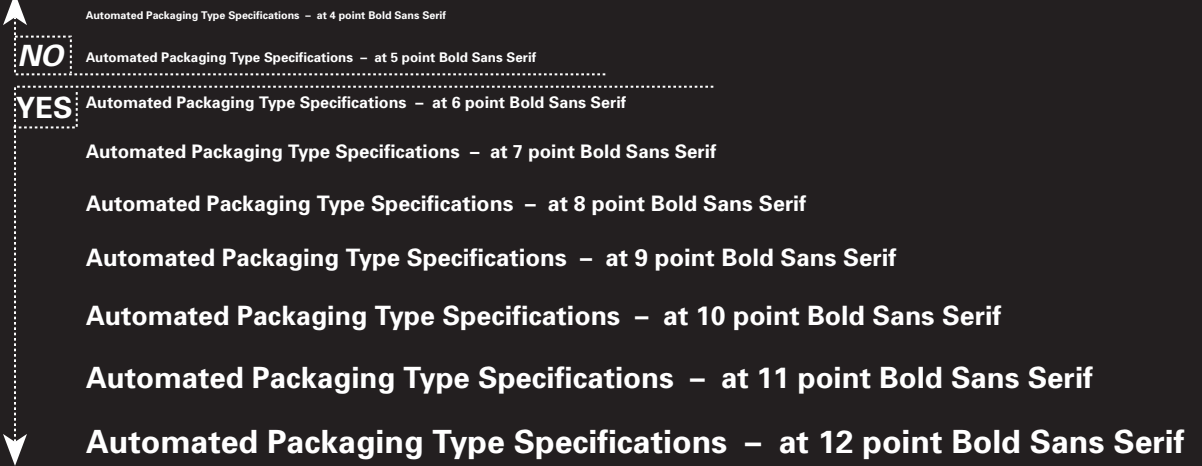 Automated Packaging Type Specifications – at 4 point Bold Sans Serif
NO
Automated Packaging Type Specifications – at 5 point Bold Sans Serif
YES
Automated Packaging Type Specifications – at 6 point Bold Sans Serif
Automated Packaging Type Specifications – at 7 point Bold Sans Serif
Automated Packaging Type Specifications – at 8 point Bold Sans Serif
Automated Packaging Type Specifications – at 9 point Bold Sans Serif
Automated Packaging Type Specifications – at 10 point Bold Sans Serif
Automated Packaging Type Specifications – at 11 point Bold Sans Serif
Automated Packaging Type Specifications – at 12 point Bold Sans Serif